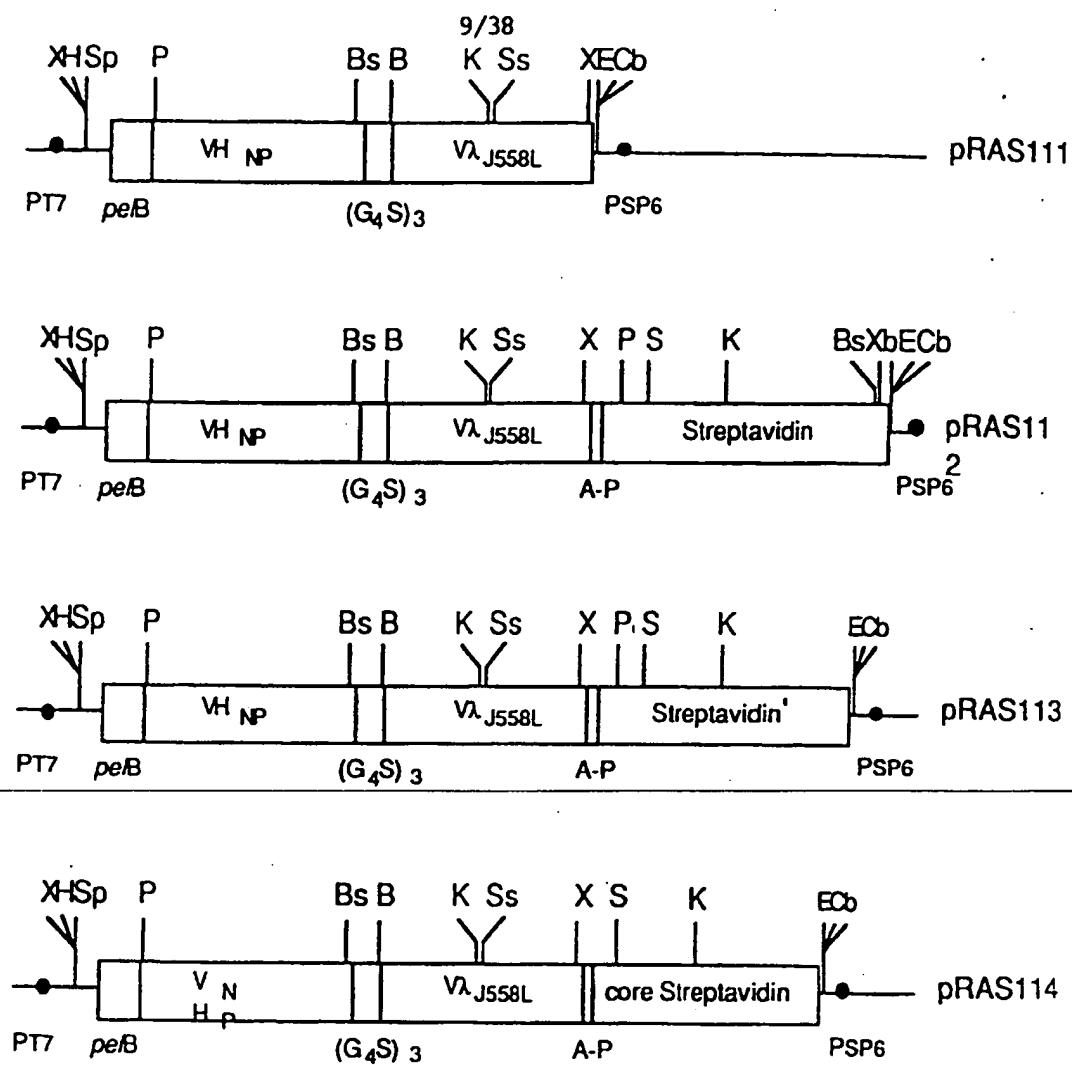 9/38
XHSp P Bs B K Ss XECb
VH NP Vλ J558L pRAS111
PT7 pelB (G4S)3 PSP6
XHSp P Bs B K Ss X P S K BsXbECb
VH NP Vλ J558L Streptavidin pRAS11
2
PT7 pelB (G4S)3 A-P PSP6
XHSp P Bs B K Ss X P S K ECb
VH NP Vλ J558L Streptavidin' pRAS113
PT7 pelB (G4S)3 A-P PSP6
XHSp P Bs B K Ss X S K ECb
V N
H P
Vλ J558L core Streptavidin pRAS114
PT7 pelB (G4S)3 A-P PSP6